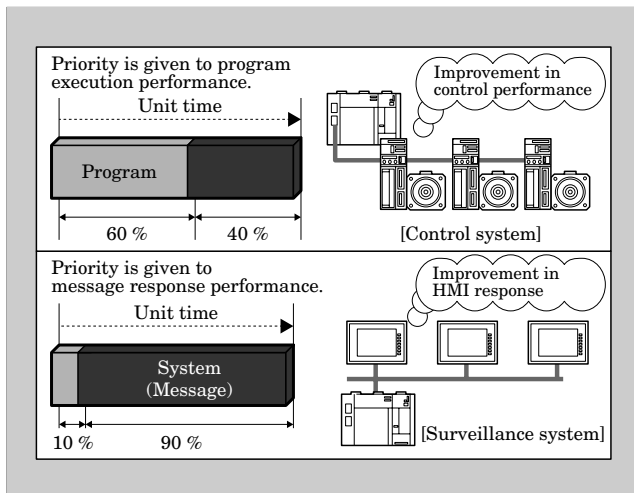 Priority is given to program
execution performance.
Unit time
Program
60 %
40 %
Improvement in
control performance
[Control system]
Priority is given to
message response performance.
Unit time
System
(Message)
10 %
90 %
Improvement in
HMI response
[Surveillance system]